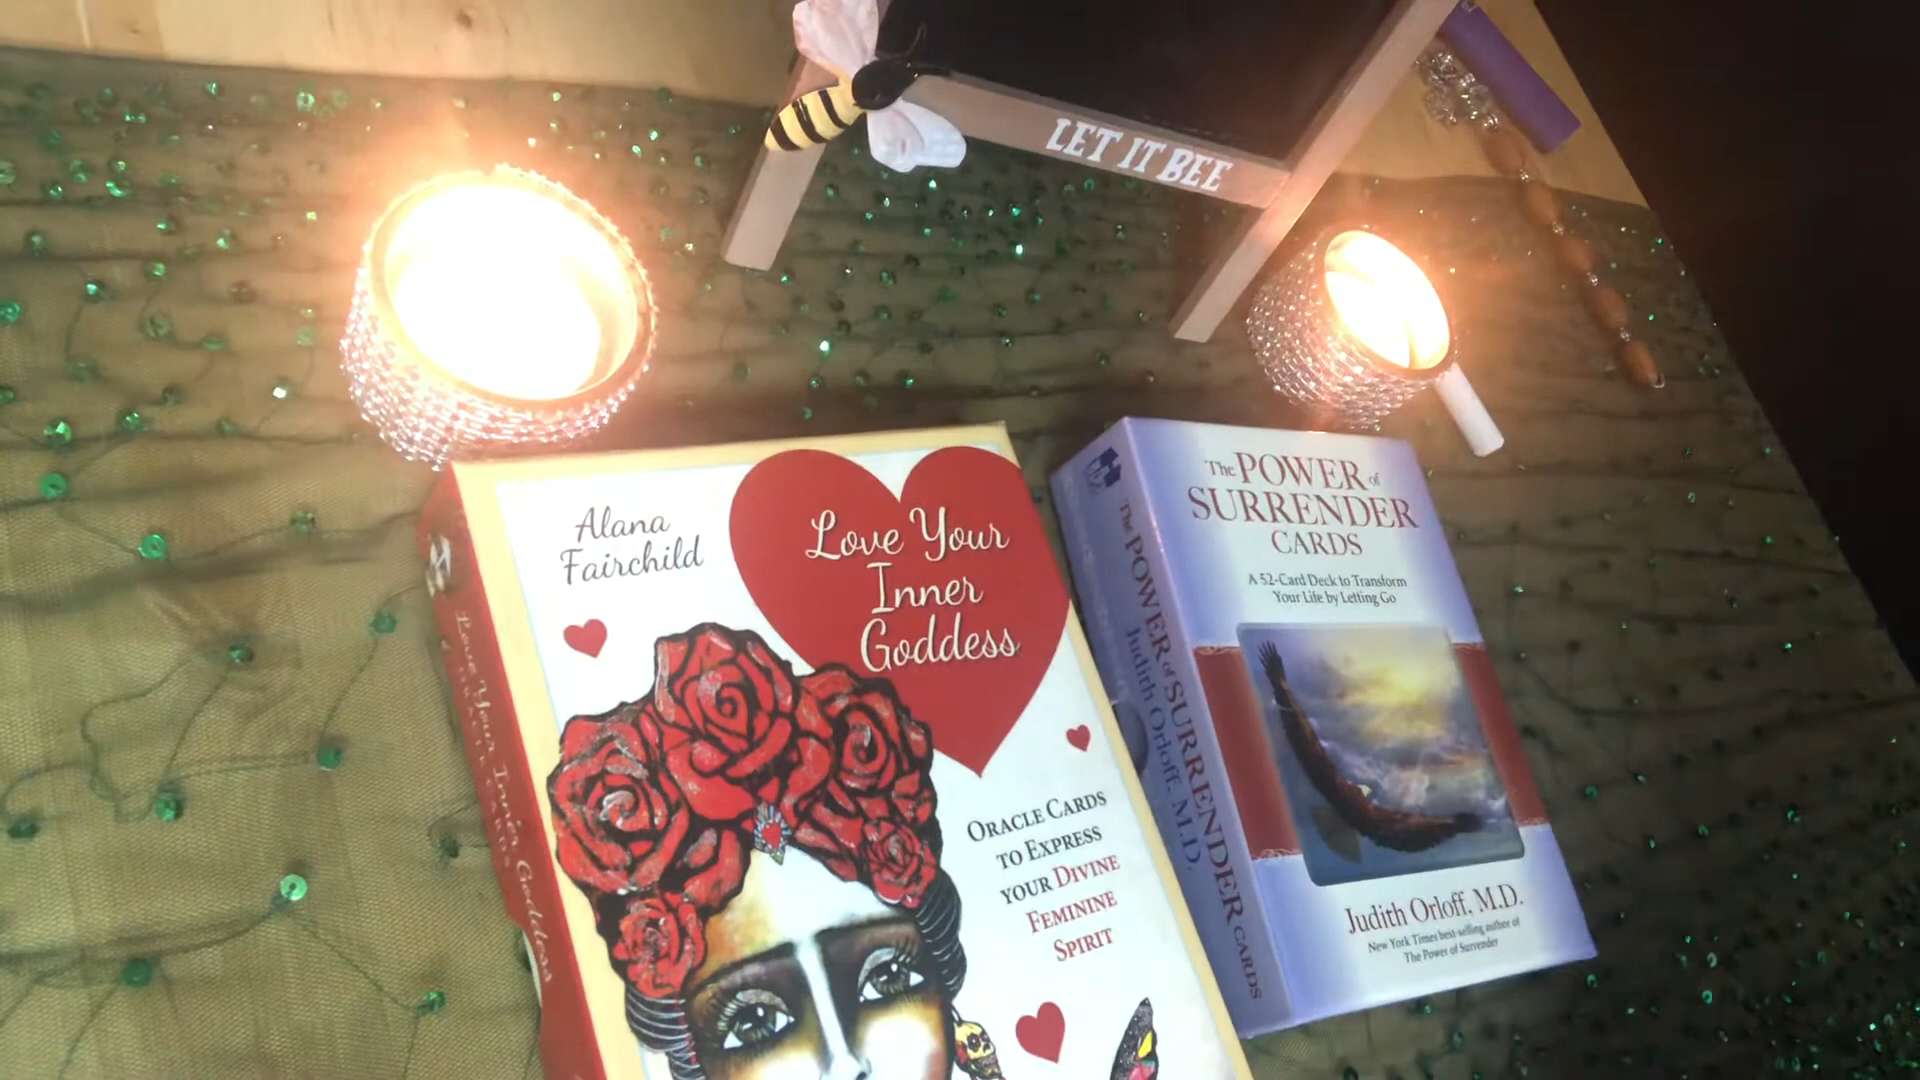 LET IT BEE
Alana
Fairchild
Love Your
Inner
Goddess
ORACLE CARDS
TO EXPRESS
YOUR DIVINE
FEMININE
SPIRIT
Love Your Inner Goddess
The POWER of
SURRENDER
CARDS
A 52-Card Deck to Transform
Your Life by Letting Go
Judith Orloff, M.D.
New York Times best-selling author of
The Power of Surrender
The POWER of SURRENDER CARDS
Judith Orloff, M.D.